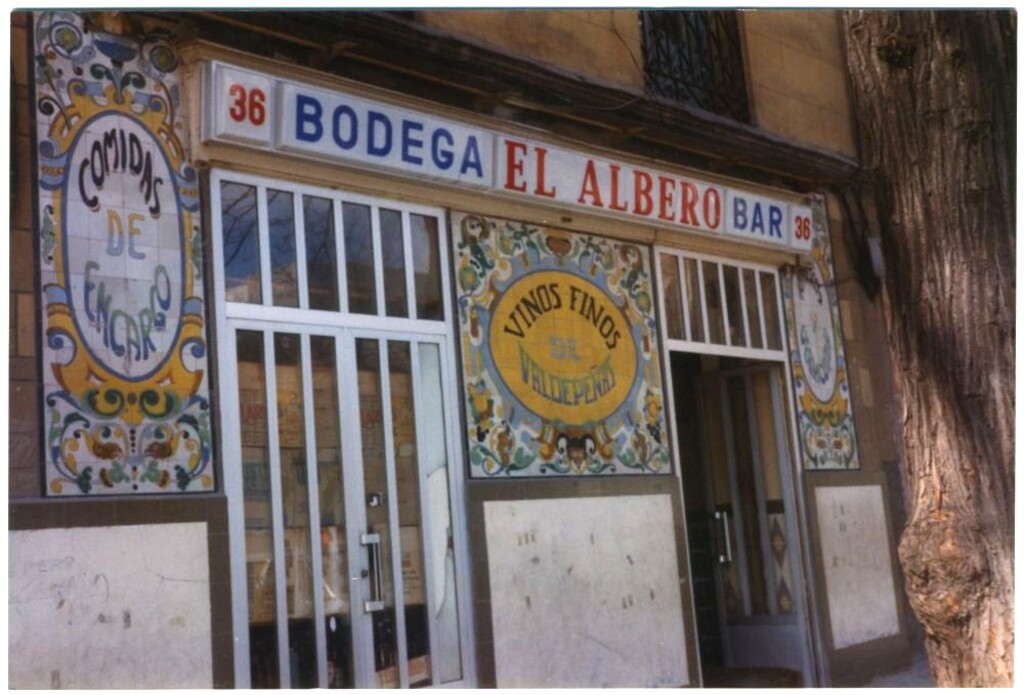 36 BODEGA EL ALBERO BAR 36
COMIDAS
DE
ENCARGO
VINOS FINOS
DE
VALDEPEÑAS